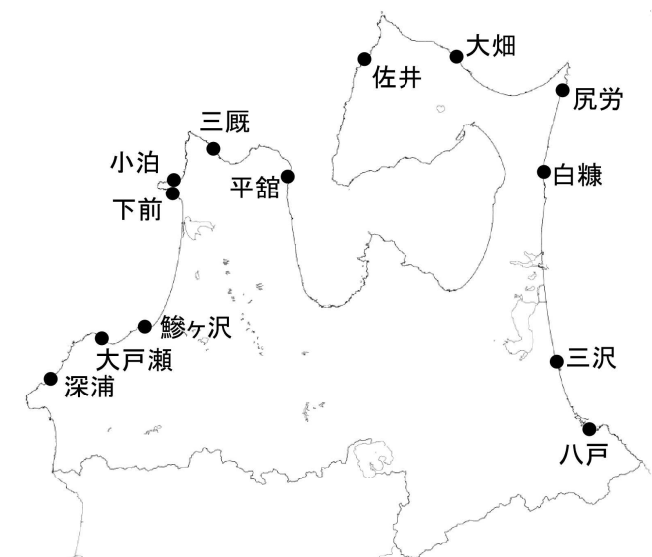 大畑
佐井
尻労
三厩
小泊
平舘
白糠
下前
鰺ヶ沢
大戸瀬
三沢
深浦
八戸